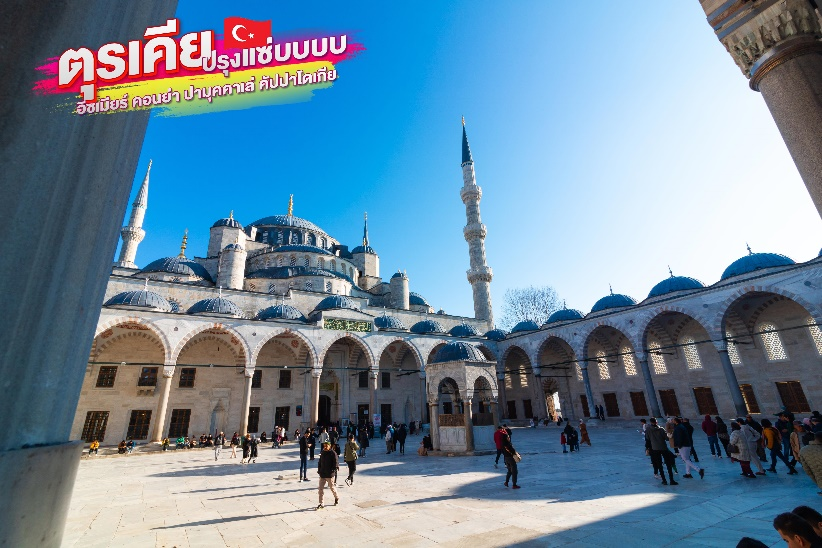 ตุรเคีย ปรุงแซ่บบบบ
อิซเมียร์ คอนย่า ปามุคคาเล่ คัปปาโดเกีย